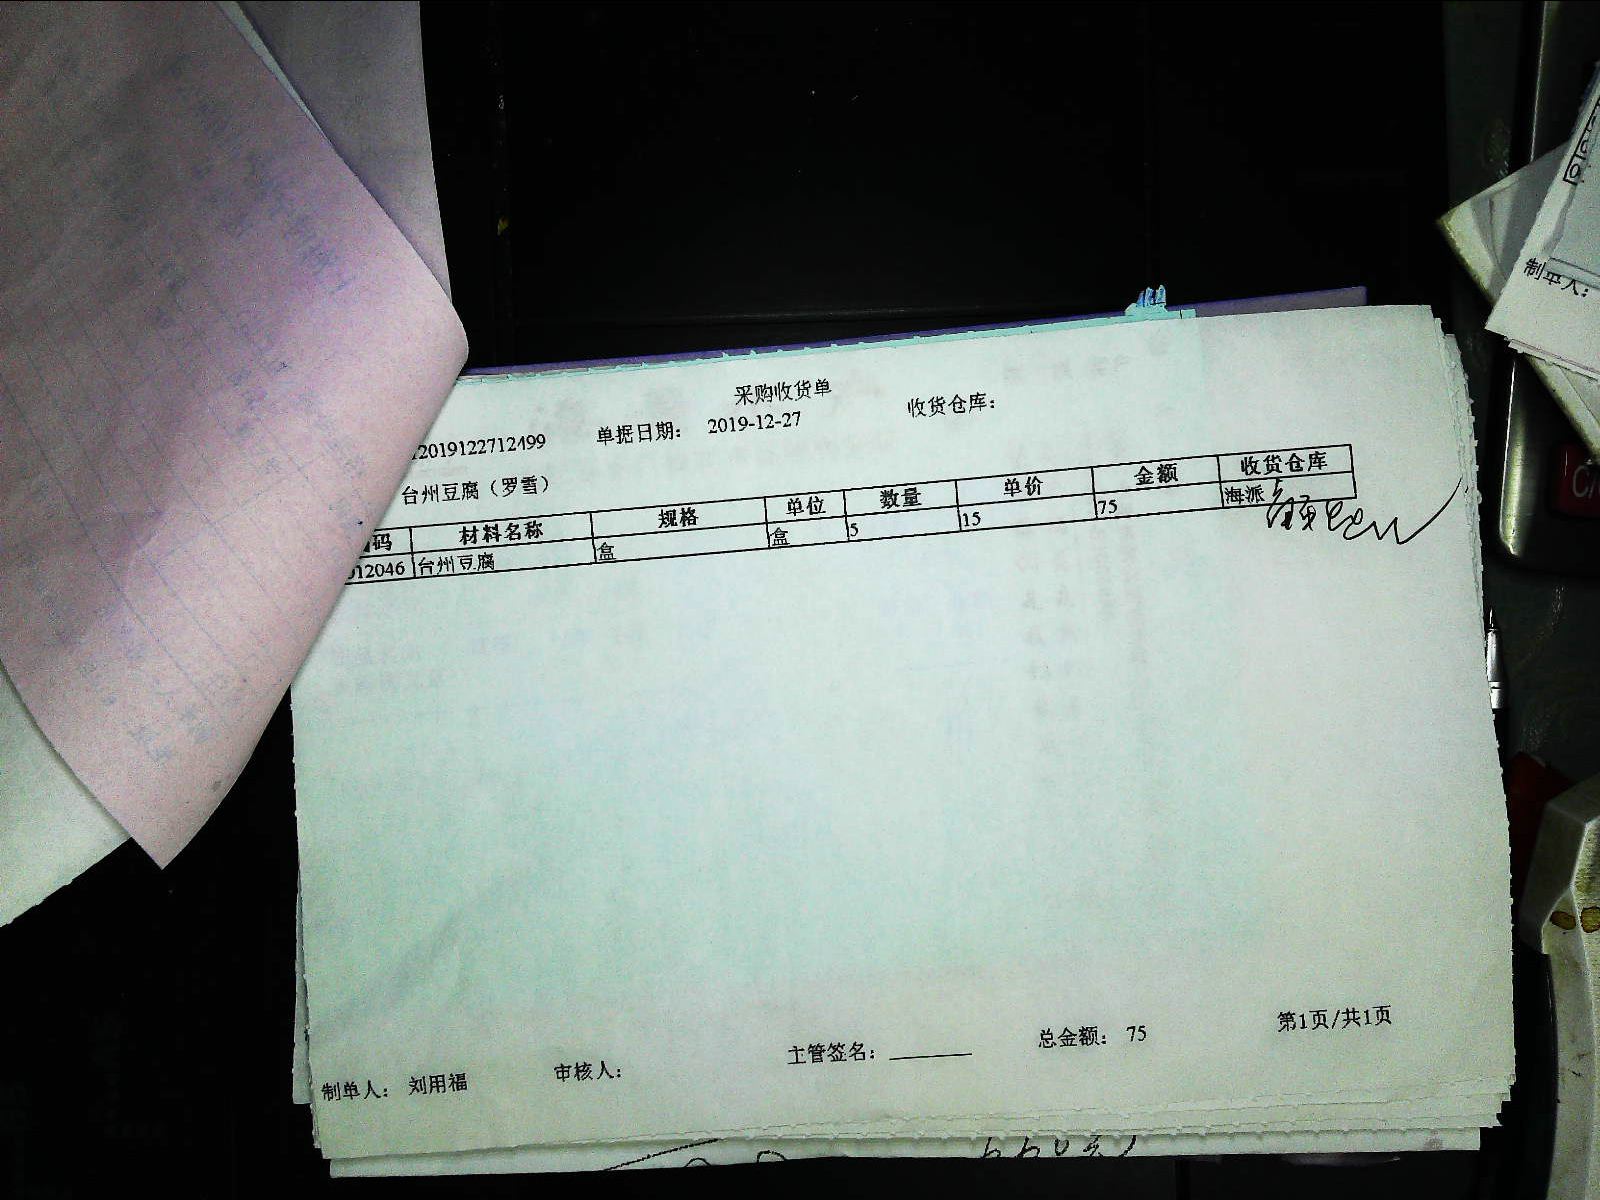 采购收货单
2019122712499 单据日期： 2019-12-27 收货仓库：
台州豆腐（罗雪）
码 材料名称 规格 单位 数量 单价 金额 收货仓库
012046 台州豆腐 盒 盒 5 15 75 海派
制单人： 刘用福 审核人： 主管签名： 总金额： 75 第1页/共1页
制单人：